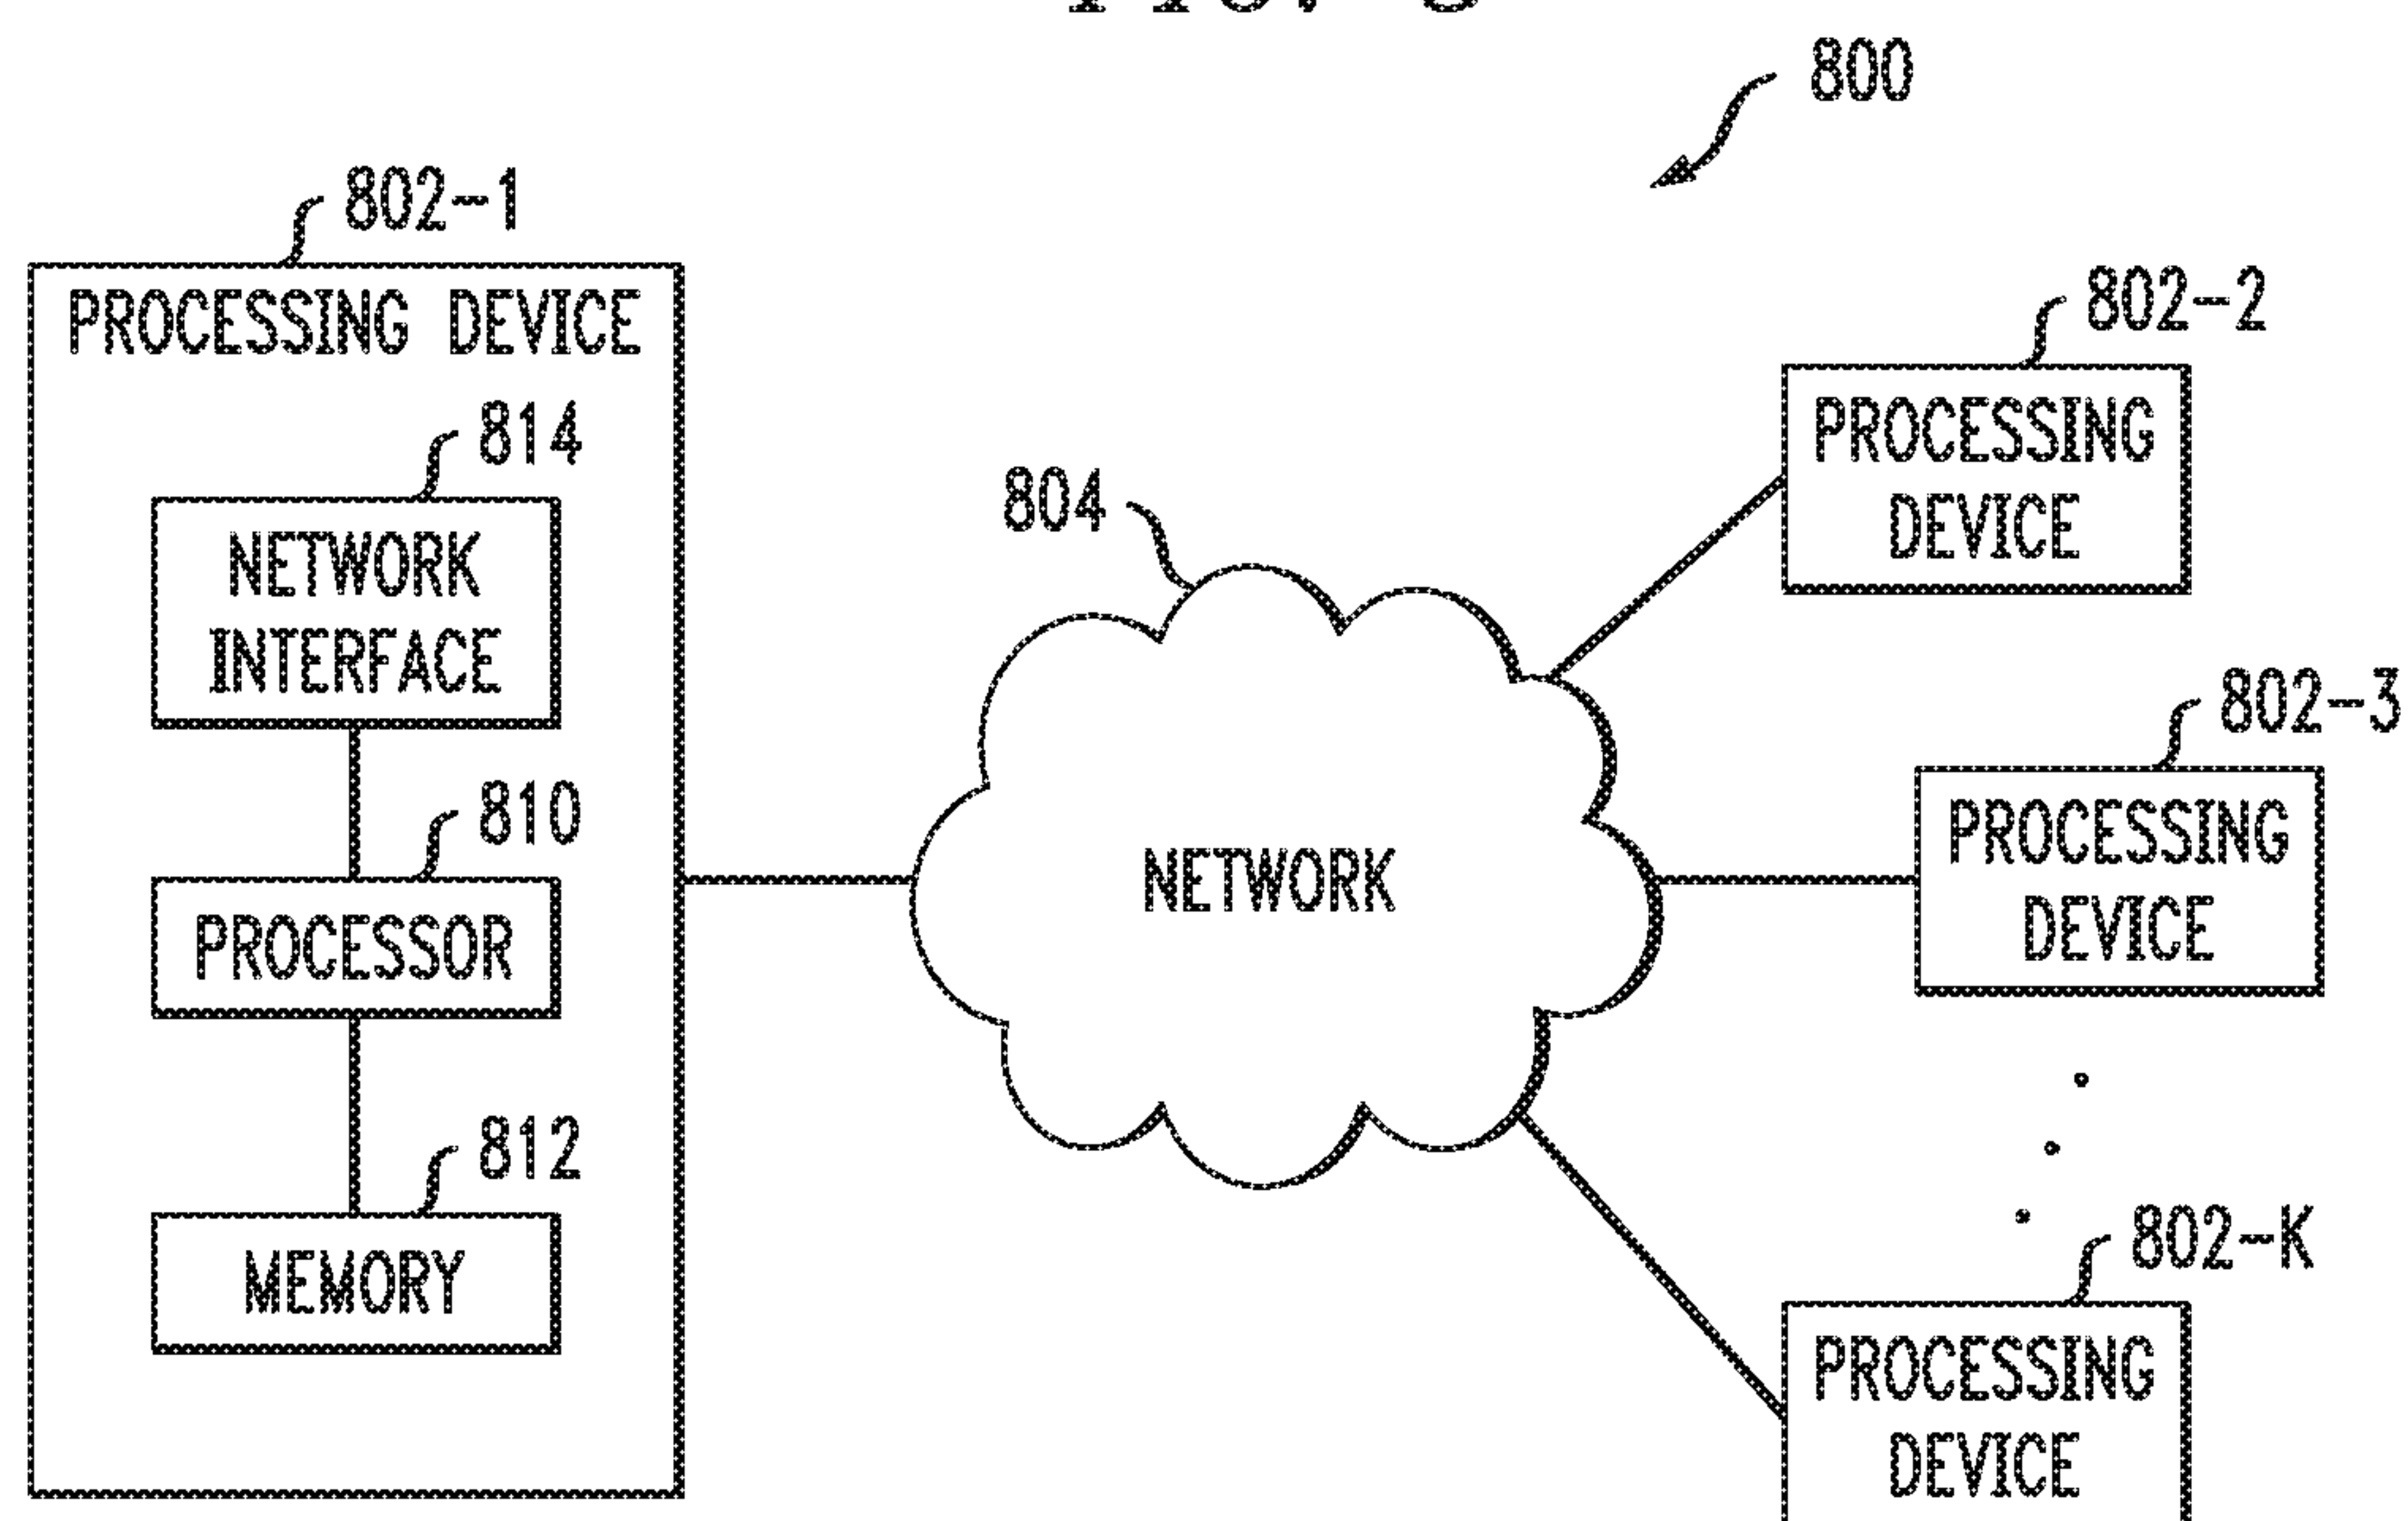 800
802-1
PROCESSING DEVICE
814
NETWORK
INTERFACE
810
PROCESSOR
812
MEMORY
804
NETWORK
802-2
PROCESSING
DEVICE
802-3
PROCESSING
DEVICE
802-K
PROCESSING
DEVICE